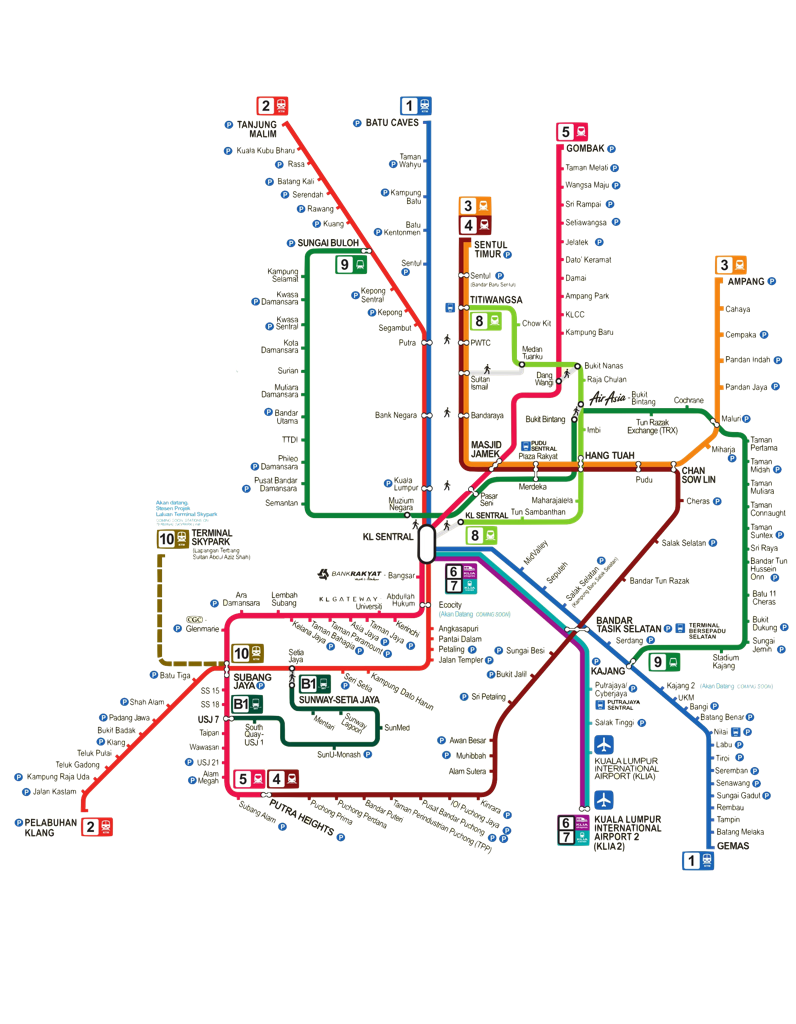 2
1
P TANJUNG
MALIM
P BATU CAVES
P Kuala Kubu Bharu
P Rasa
P Batang Kali
P Serendah
P Rawang
P Kuang
P SUNGAI BULOH
9
Taman
P Wahyu
P Kampung
Batu
Batu
P Kentonmen
Sentul
P
Kampung
Selamat
Kwasa
P Damansara
Kwasa
P Sentral
Kota
Damansara
Surian
Mutiara
Damansara
P Bandar
Utama
TTDI
Phileo
P Damansara
Pusat Bandar
P Damansara
Semantan
P Kepong
Sentral
P Kepong
Segambut
Putra
Bank Negara
P Kuala
Lumpur
Muzium
Negara
KL SENTRAL
3
4
SENTUL
TIMUR P
Sentul P
(Bandar Baru Sentul)
TITIWANGSA
8
PWTC
Sultan
Ismail
Bandaraya
MASJID
JAMEK
Chow Kit
Medan
Tuanku
Dang
Wangi
Bukit Nanas
Raja Chulan
AirAsia - Bukit
Bintang
Bukit Bintang
Imbi
PUDU
SENTRAL
Plaza Rakyat
HANG TUAH
Merdeka
Pudu
Maharajalela
Pasar
Seni
Tun Sambanthan
KL SENTRAL
8
5
GOMBAK P
Taman Melati P
Wangsa Maju P
Sri Rampai P
Setiawangsa P
Jelatek P
Dato' Keramat
Damai
Ampang Park
KLCC
Kampung Baru
3
AMPANG P
Cahaya
Cempaka P
Pandan Indah P
Pandan Jaya P
Cochrane
Maluri P
Tun Razak
Exchange (TRX)
Miharja
P
CHAN
SOW LIN
Cheras P
Salak Selatan P
Bandar Tun Razak
Taman
Pertama
Taman
Midah P
Taman
Mutiara
Taman
Connaught
Taman
Suntex P
Sri Raya
Bandar Tun
Hussein
Onn P
Batu 11
Cheras
Bukit
Dukung P
Sungai
Jernih P
Stadium
Kajang
9
Akan datang
Stesen Projek
Laluan Terminal Skypark
10
TERMINAL
SKYPARK
(Lapangan Terbang
Sultan Abdul Aziz Shah)
BANKRAKYAT - Bangsar
KL GATEWAY - Universiti
Abdullah
Hukum
Kerinchi
Taman Jaya P
Asia Jaya P
Taman Paramount P
Taman Bahagia P
Kelana Jaya P
Lembah
Subang
Ara
Damansara
CGC -
P Glenmarie
10
SUBANG
JAYA P
P Batu Tiga
P Shah Alam
P Padang Jawa
Bukit Badak
P Klang
Teluk Pulai
Teluk Gadong
P Kampung Raja Uda
P Jalan Kastam
P PELABUHAN
KLANG
2
SS 15
SS 18
B1
USJ 7
Taipan
Wawasan
P USJ 21
Alam
P Megah
Subang Alam P
5
4
PUTRA HEIGHTS P
Puchong Prima
Puchong Perdana
Bandar Puteri
Taman Perindustrian Puchong (TPP) P
Pusat Bandar Puchong P
IOI Puchong Jaya P
Kinrara P
Alam Sutera
P Muhibbah
P Awan Besar
P Sri Petaling
P Bukit Jalil
P Sungai Besi
Setia
Jaya
B1
SUNWAY-SETIA JAYA
Mentari
Sunway
Lagoon
SunMed
SunU-Monash P
South
Quay-
USJ 1
Seri Setia
P
Kampung Dato Harun
Ecocity
(Akan Datang COMING SOON)
Angkasapuri
Pantai Dalam
Petaling P
Jalan Templer P
6
7
MidValley
Seputeh
Salak Selatan P
(Kampung Baru Salak Selatan)
BANDAR
TASIK SELATAN P
TERMINAL
BERSEPADU
SELATAN
Serdang P
KAJANG P
Kajang 2 (Akan Datang COMING SOON)
UKM
Bangi P
Batang Benar P
Nilai P
Labu P
Tiroi P
Seremban P
Senawang P
Sungai Gadut P
Rembau
Tampin
Batang Melaka
1
GEMAS
Putrajaya/
Cyberjaya P
PUTRAJAYA
SENTRAL
Salak Tinggi P
KUALA LUMPUR
INTERNATIONAL
AIRPORT (KLIA)
6
7
KUALA LUMPUR
INTERNATIONAL
AIRPORT 2
(KLIA2)